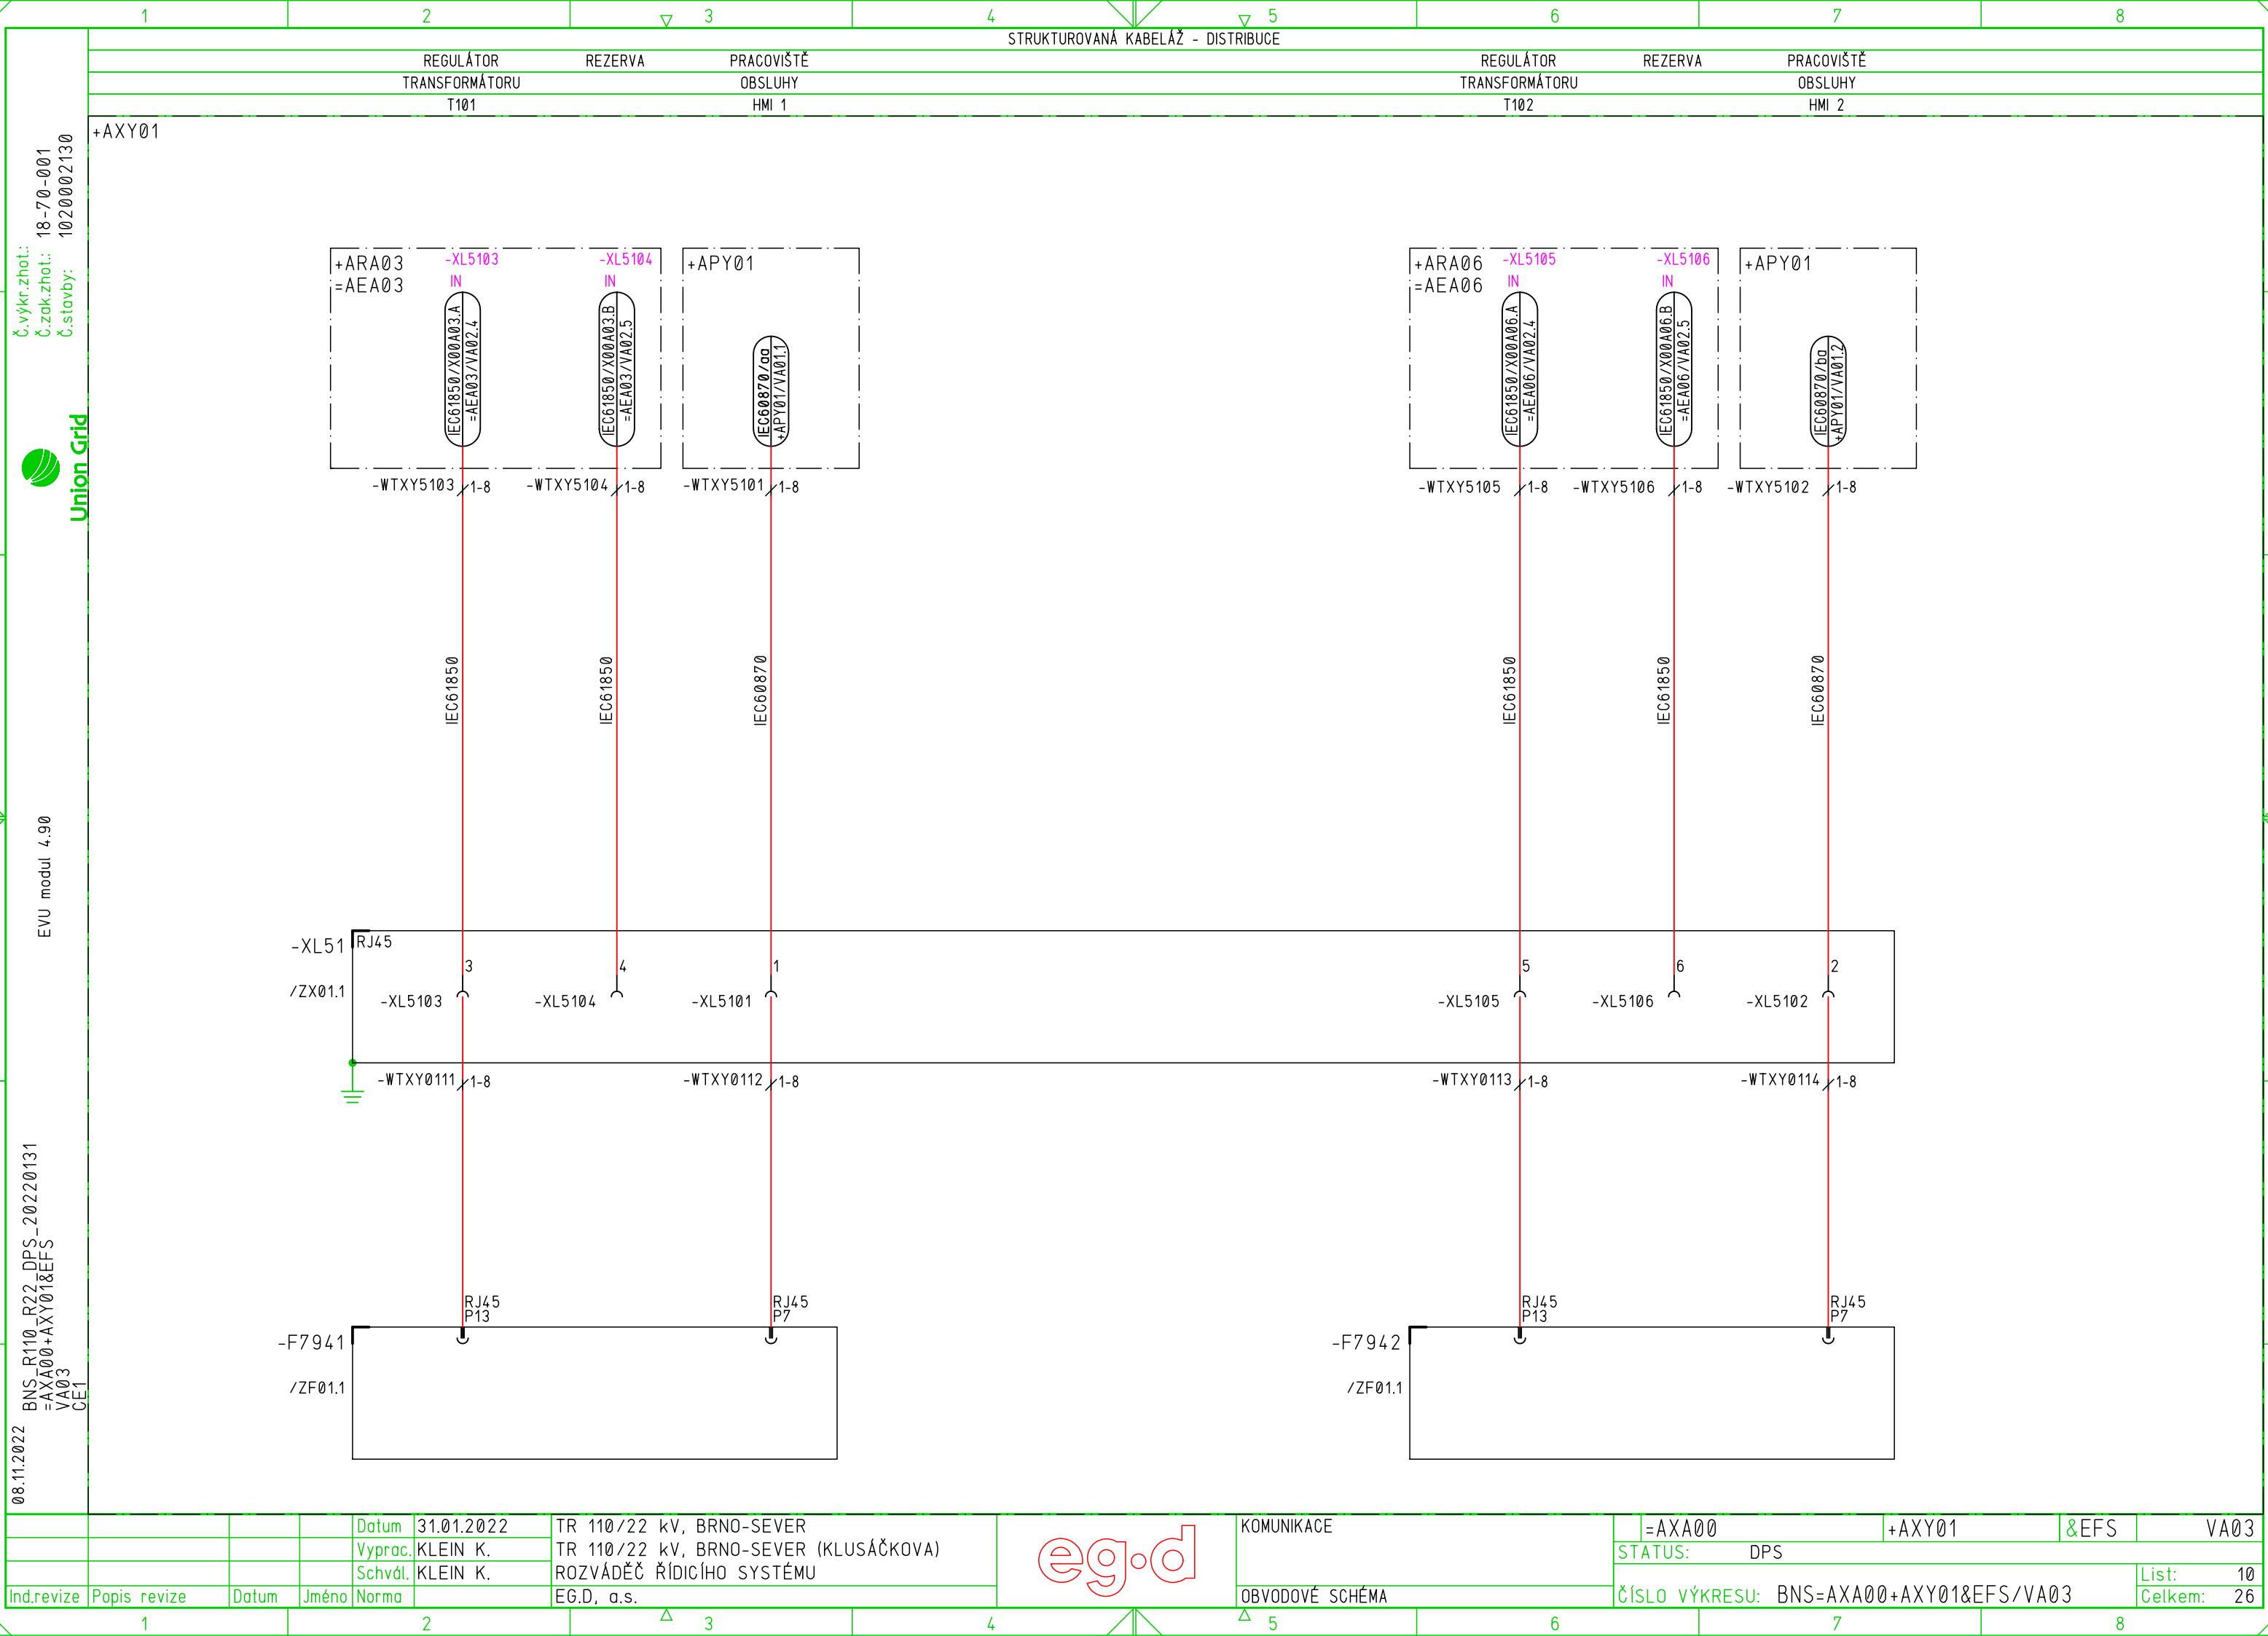 1 2 3 4 5 6 7 8
STRUKTUROVANÁ KABELÁŽ - DISTRIBUCE
REGULÁTOR REZERVA PRACOVIŠTĚ REGULÁTOR REZERVA PRACOVIŠTĚ
TRANSFORMÁTORU OBSLUHY TRANSFORMÁTORU OBSLUHY
T101 HMI 1 T102 HMI 2
+AXY01
Č.výkr.zhot.:
Č.zak.zhot.: 18-70-001
Č.stavby: 1020002130
Union Grid
EVU modul 4.90
BNS_R110_R22_DPS_20220131
=AXA00+AXY01&EFS
VA03
CE1
08.11.2022
+ARA03 -XL5103 -XL5104 +APY01 +ARA06 -XL5105 -XL5106 +APY01
=AEA03 IN IN =AEA06 IN IN
IEC61850/X00A03.A
=AEA03/VA02.4
IEC61850/X00A03.B
=AEA03/VA02.5
IEC60870/aa
+APY01/VA01.1
IEC61850/X00A06.A
=AEA06/VA02.4
IEC61850/X00A06.B
=AEA06/VA02.5
IEC60870/ba
+APY01/VA01.2
-WTXY5103 1-8 -WTXY5104 1-8 -WTXY5101 1-8 -WTXY5105 1-8 -WTXY5106 1-8 -WTXY5102 1-8
IEC61850 IEC61850 IEC60870 IEC61850 IEC61850 IEC60870
-XL51 RJ45
3 4 1 5 6 2
/ZX01.1 -XL5103 -XL5104 -XL5101 -XL5105 -XL5106 -XL5102
-WTXY0111 1-8 -WTXY0112 1-8 -WTXY0113 1-8 -WTXY0114 1-8
RJ45 RJ45 RJ45 RJ45
P13 P7 P13 P7
-F7941 -F7942
/ZF01.1 /ZF01.1
Datum 31.01.2022 TR 110/22 kV, BRNO-SEVER KOMUNIKACE =AXA00 +AXY01 &EFS VA03
Vyprac. KLEIN K. TR 110/22 kV, BRNO-SEVER (KLUSÁČKOVA) STATUS: DPS
Schvál. KLEIN K. ROZVÁDĚČ ŘÍDICÍHO SYSTÉMU eg.d List: 10
Ind.revize Popis revize Datum Jméno Norma EG.D, a.s. OBVODOVÉ SCHÉMA ČÍSLO VÝKRESU: BNS=AXA00+AXY01&EFS/VA03 Celkem: 26
1 2 3 4 5 6 7 8